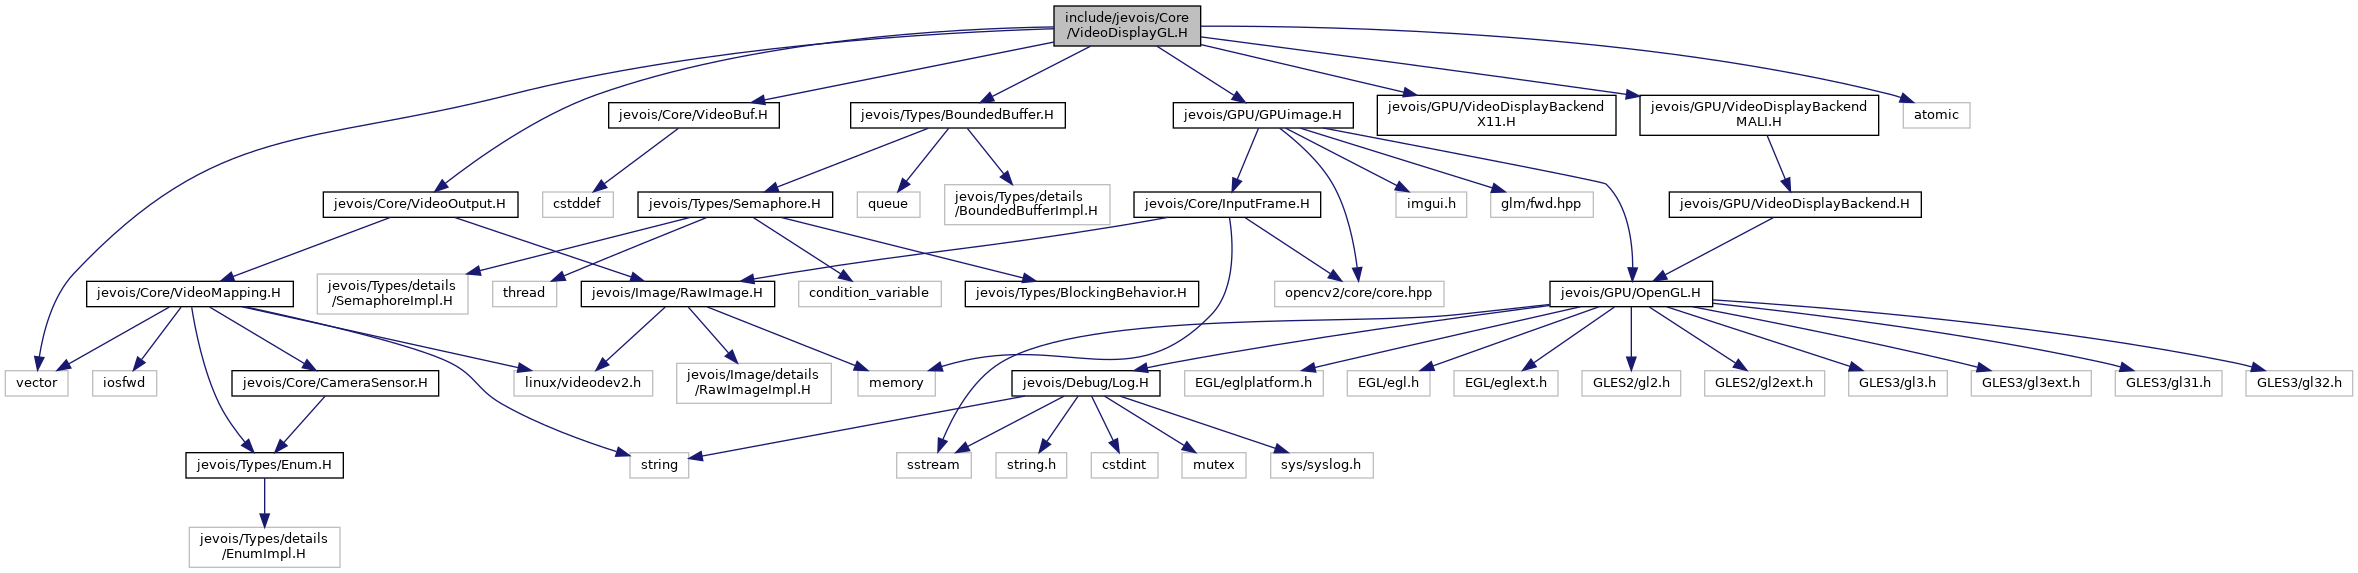 include/jevois/Core
/VideoDisplayGL.H
jevois/Core/VideoBuf.H
jevois/Types/BoundedBuffer.H
jevois/GPU/GPUimage.H
jevois/GPU/VideoDisplayBackend
X11.H
jevois/GPU/VideoDisplayBackend
MALI.H
atomic
jevois/Core/VideoOutput.H
cstddef
jevois/Types/Semaphore.H
queue
jevois/Types/details
/BoundedBufferImpl.H
jevois/Core/InputFrame.H
imgui.h
glm/fwd.hpp
jevois/GPU/VideoDisplayBackend.H
jevois/Core/VideoMapping.H
jevois/Types/details
/SemaphoreImpl.H
thread
jevois/Image/RawImage.H
condition_variable
jevois/Types/BlockingBehavior.H
opencv2/core/core.hpp
jevois/GPU/OpenGL.H
vector
iosfwd
jevois/Core/CameraSensor.H
linux/videodev2.h
jevois/Image/details
/RawImageImpl.H
memory
jevois/Debug/Log.H
EGL/eglplatform.h
EGL/egl.h
EGL/eglext.h
GLES2/gl2.h
GLES2/gl2ext.h
GLES3/gl3.h
GLES3/gl3ext.h
GLES3/gl31.h
GLES3/gl32.h
jevois/Types/Enum.H
string
sstream
string.h
cstdint
mutex
sys/syslog.h
jevois/Types/details
/EnumImpl.H